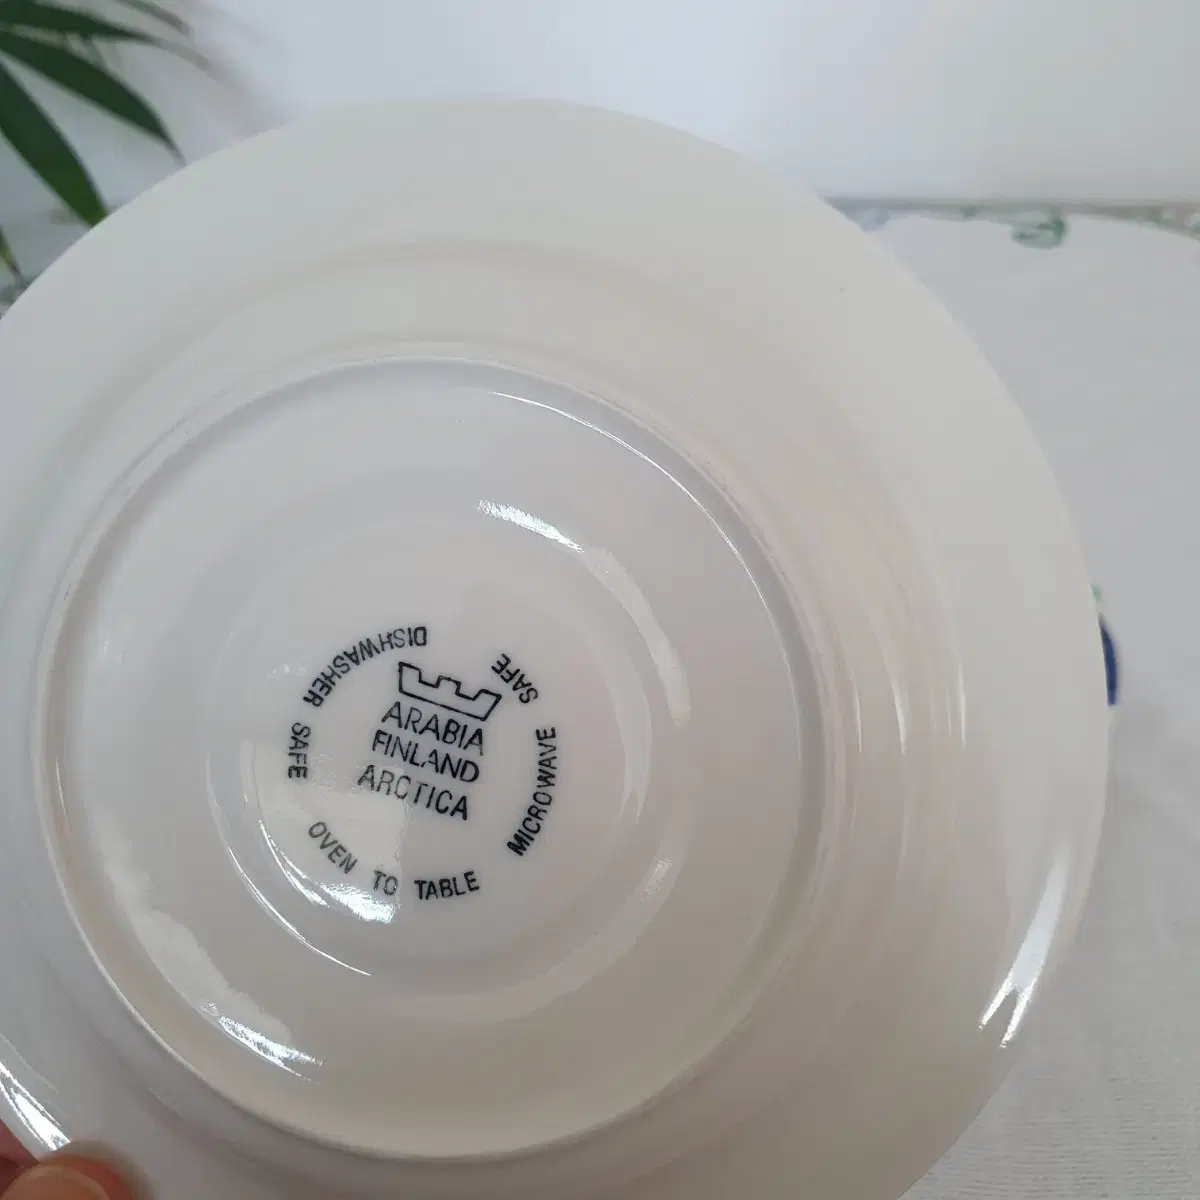 ARABIA
FINLAND
ARCTICA
DISHWASHER SAFE
OVEN TO TABLE
MICROWAVE SAFE